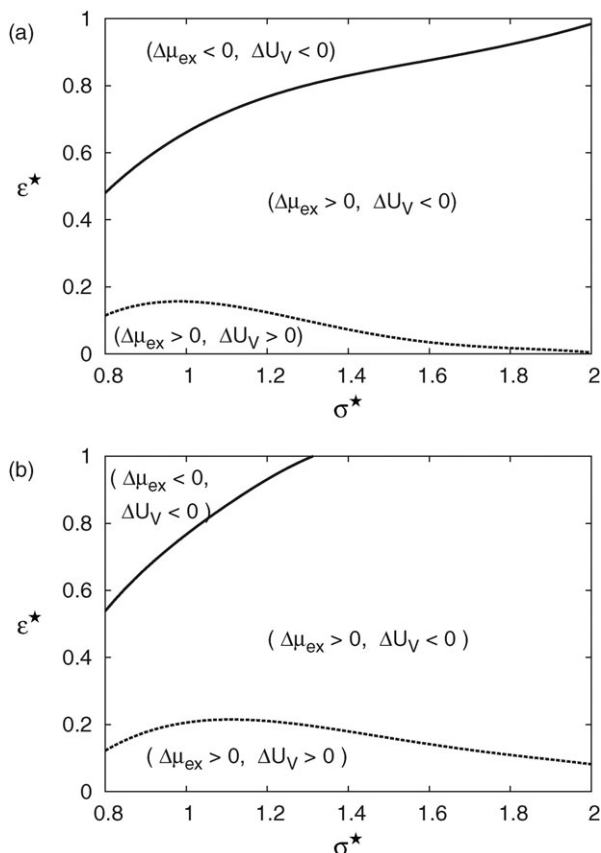 (a)
1
(Δμex < 0, ΔUV < 0)
0.8
0.6
ε★
(Δμex > 0, ΔUV < 0)
0.4
0.2
(Δμex > 0, ΔUV > 0)
0
0.8 1 1.2 1.4 1.6 1.8 2
σ★
(b)
1
( Δμex < 0,
ΔUV < 0 )
0.8
0.6
ε★
( Δμex > 0, ΔUV < 0 )
0.4
0.2
( Δμex > 0, ΔUV > 0 )
0
0.8 1 1.2 1.4 1.6 1.8 2
σ★